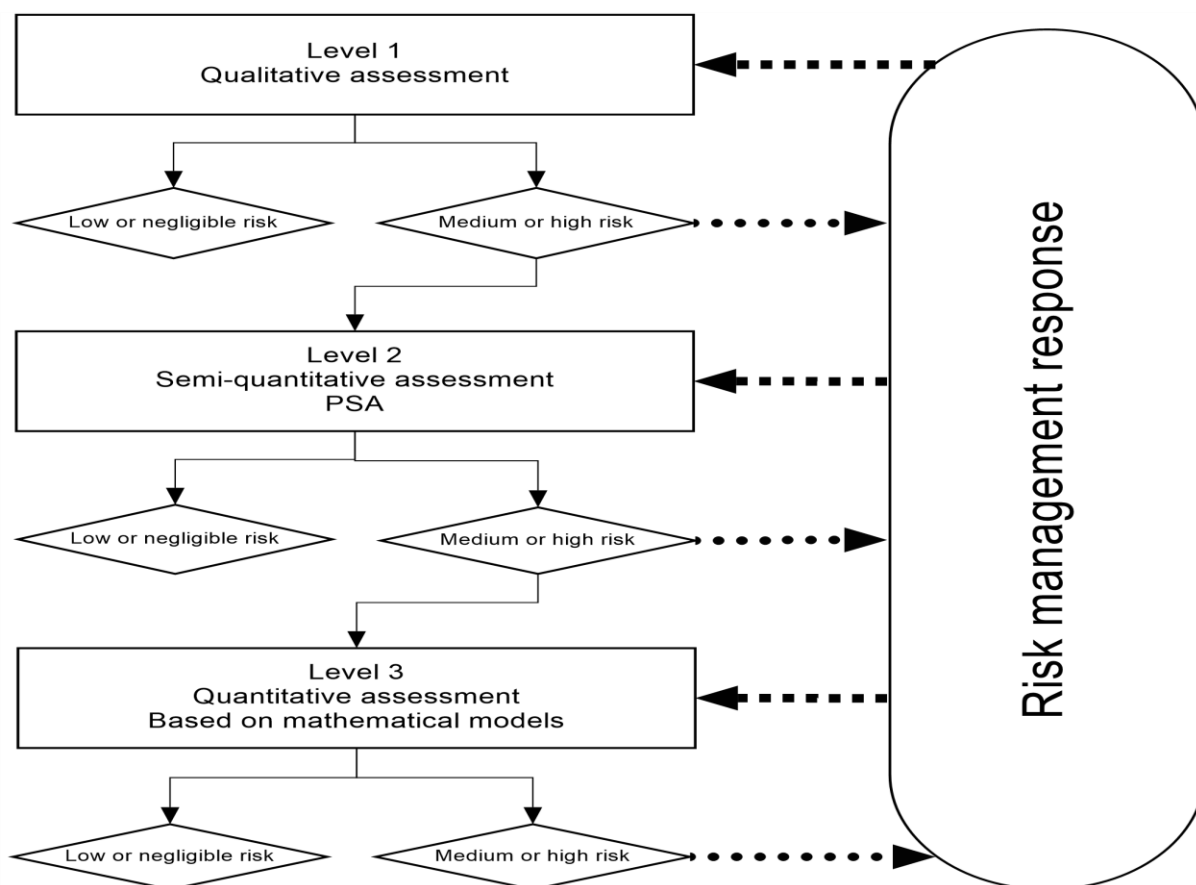 Level 1
Qualitative assessment
Low or negligible risk
Medium or high risk
Level 2
Semi-quantitative assessment
PSA
Low or negligible risk
Medium or high risk
Level 3
Quantitative assessment
Based on mathematical models
Low or negligible risk
Medium or high risk
Risk management response